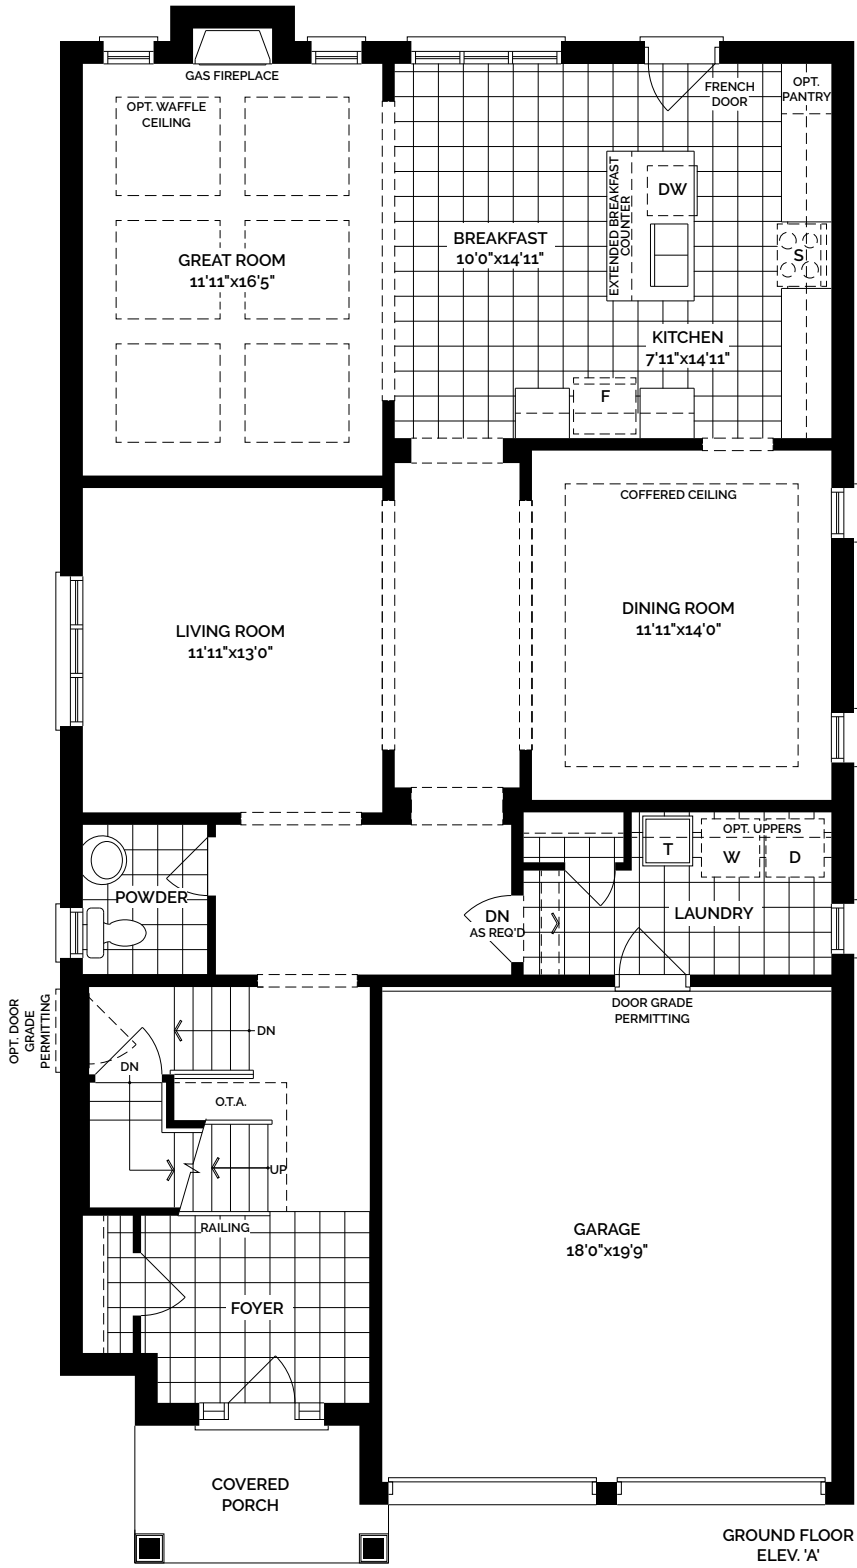 GAS FIREPLACE
OPT. WAFFLE
CEILING
FRENCH
DOOR
OPT.
PANTRY
DW
EXTENDED BREAKFAST
COUNTER
BREAKFAST
10'0"x14'11"
GREAT ROOM
11'11"x16'5"
S
KITCHEN
7'11"x14'11"
F
COFFERED CEILING
LIVING ROOM
11'11"x13'0"
DINING ROOM
11'11"x14'0"
OPT. UPPERS
T
W
D
POWDER
DN
AS REQ'D
LAUNDRY
OPT. DOOR
GRADE
PERMITTING
DOOR GRADE
PERMITTING
DN
DN
O.T.A.
UP
RAILING
GARAGE
18'0"x19'9"
FOYER
COVERED
PORCH
GROUND FLOOR
ELEV. 'A'